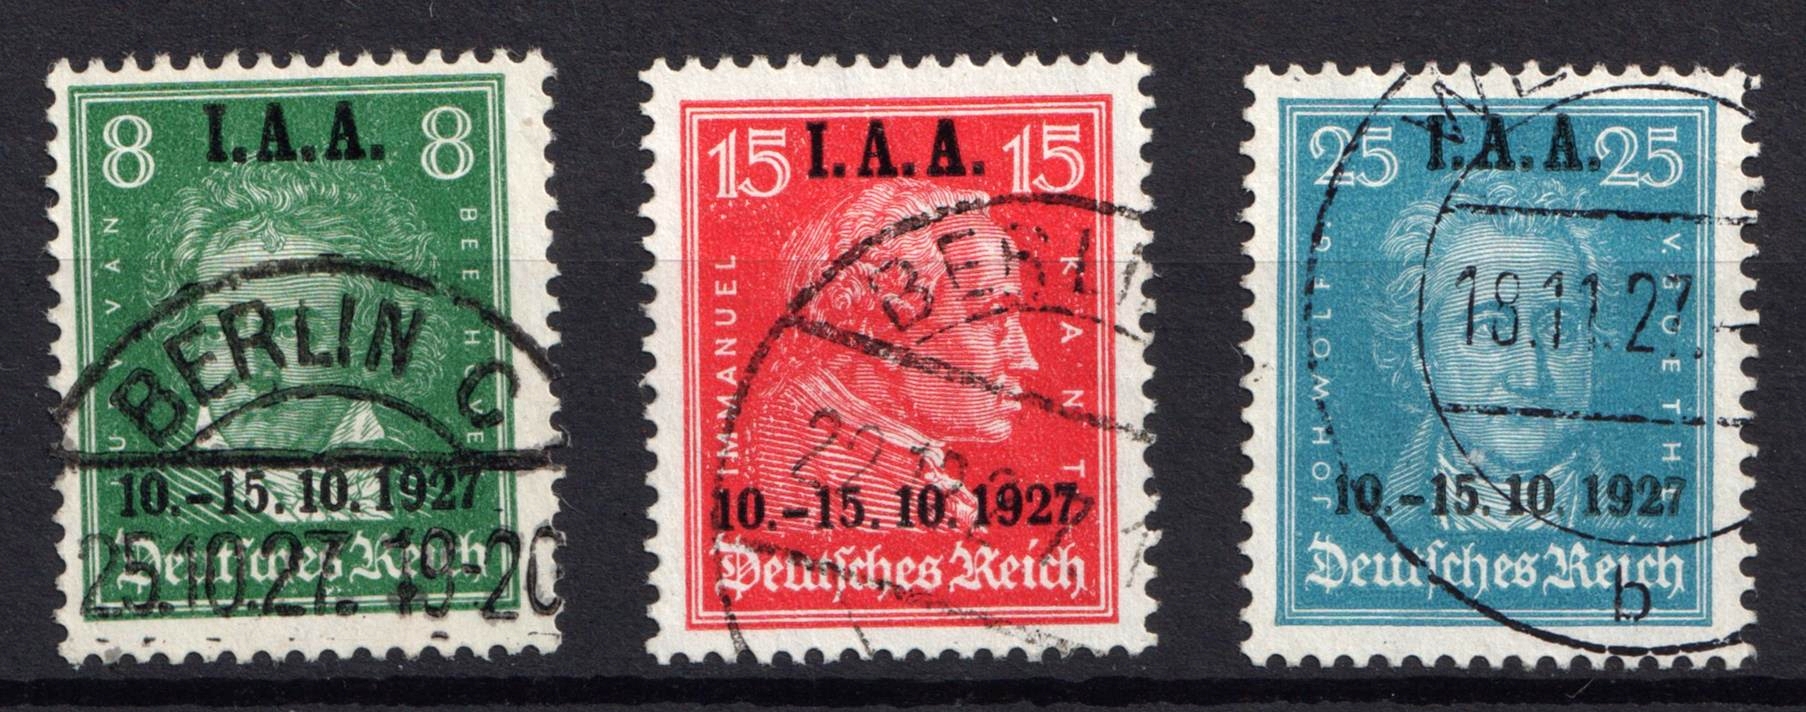 8 I.A.A. 8
L. V. VAN
BEETHOVEN
BERLIN C
10.-15. 10. 1927
25.10.27. 19-20
Deutsches Reich
15 I.A.A. 15
IMMANUEL
KANT
BERLIN
10.-15. 10. 1927
Deutsches Reich
25 I.A.A. 25
JOH. WOLFG.
V. GOETHE
18.11.27.
10.-15. 10. 1927
Deutsches Reich
b